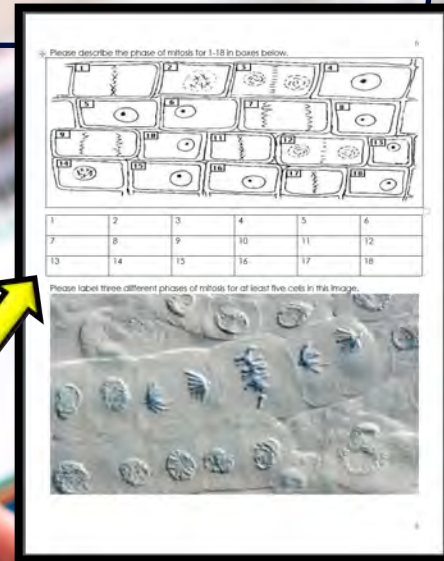 6
Please describe the phase of mitosis for 1-18 in boxes below.
1 2 3 4
5 6 7 8
9 10 11 12 13
14 15 16 17 18
1 2 3 4 5 6
7 8 9 10 11 12
13 14 15 16 17 18
Please label three different phases of mitosis for at least five cells in this image.